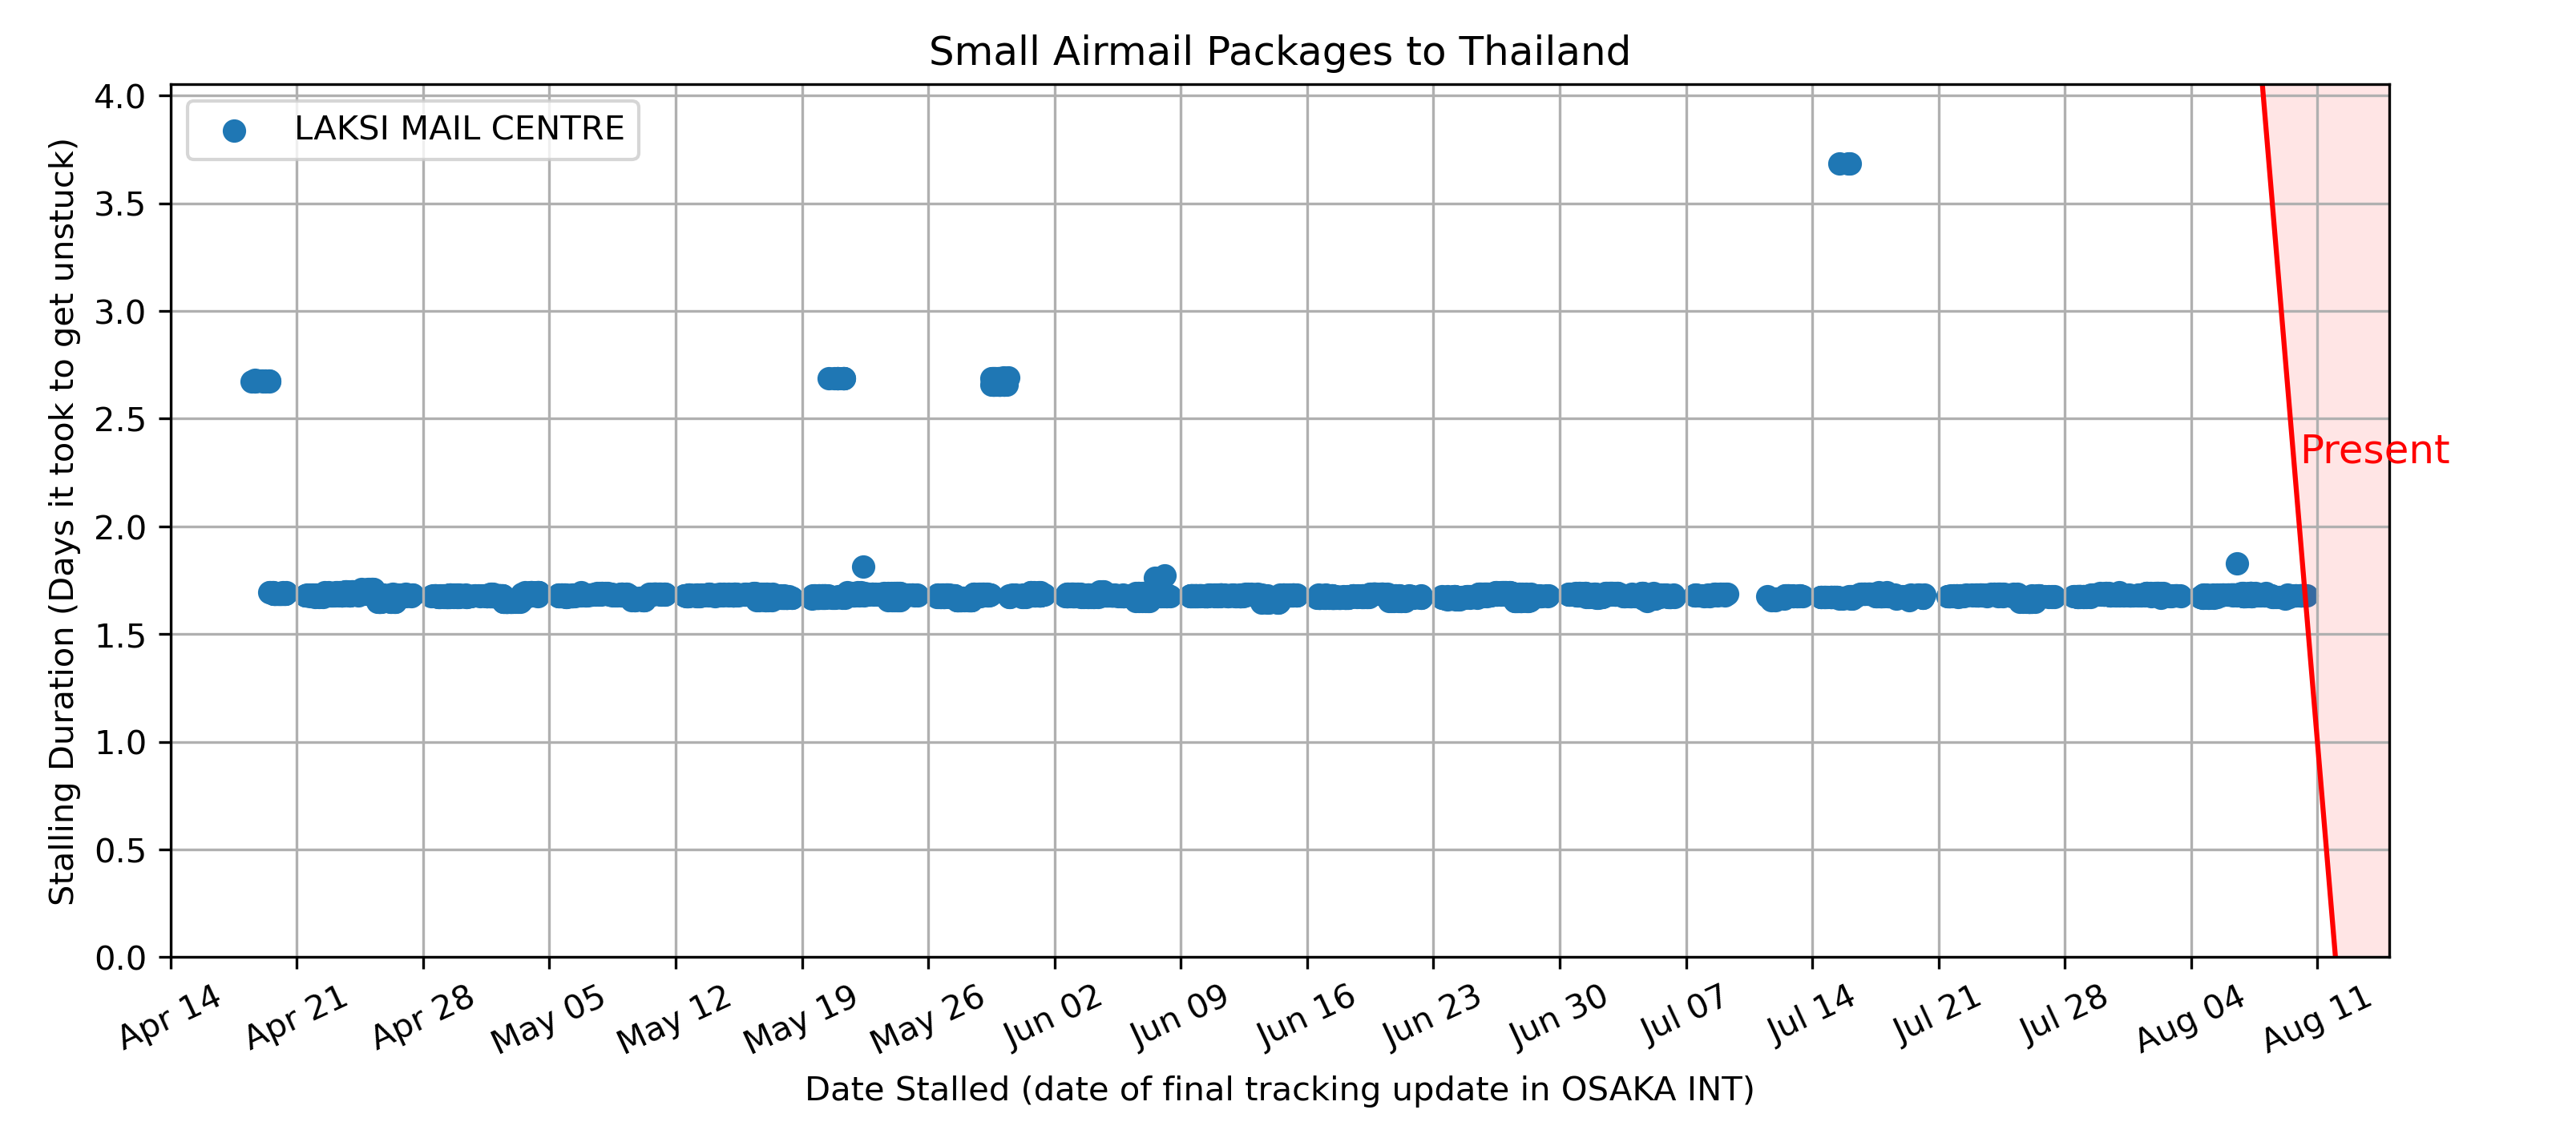 Small Airmail Packages to Thailand
LAKSI MAIL CENTRE
Stalling Duration (Days it took to get unstuck)
4.0
3.5
3.0
2.5
2.0
1.5
1.0
0.5
0.0
Present
Apr 14 Apr 21 Apr 28 May 05 May 12 May 19 May 26 Jun 02 Jun 09 Jun 16 Jun 23 Jun 30 Jul 07 Jul 14 Jul 21 Jul 28 Aug 04 Aug 11
Date Stalled (date of final tracking update in OSAKA INT)